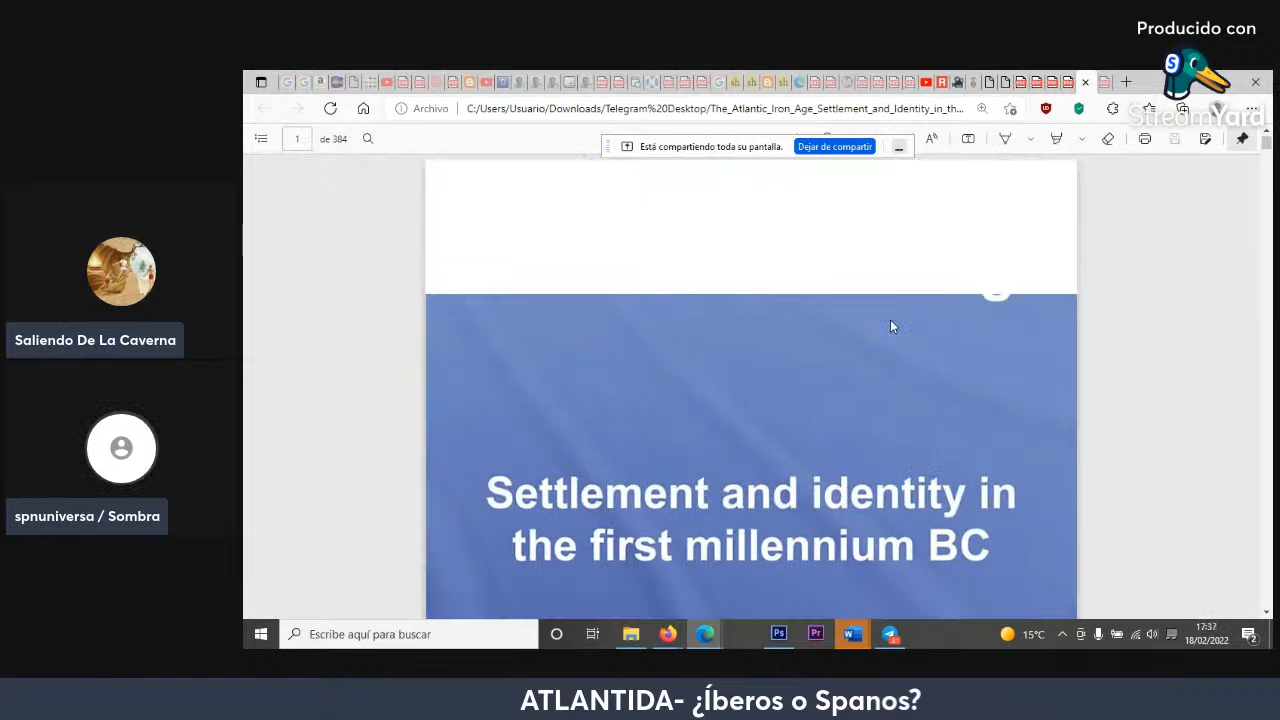 Producido con
StreamYard
Archivo
C:/Users/Usuario/Downloads/Telegram%20Desktop/The_Atlantic_Iron_Age_Settlement_and_Identity_in_th...
1
de 384
Está compartiendo toda su pantalla.
Dejar de compartir
Saliendo De La Caverna
Settlement and identity in
the first millennium BC
spnuniversa / Sombra
Escribe aquí para buscar
15°C
17:37
18/02/2022
ATLANTIDA- ¿Íberos o Spanos?